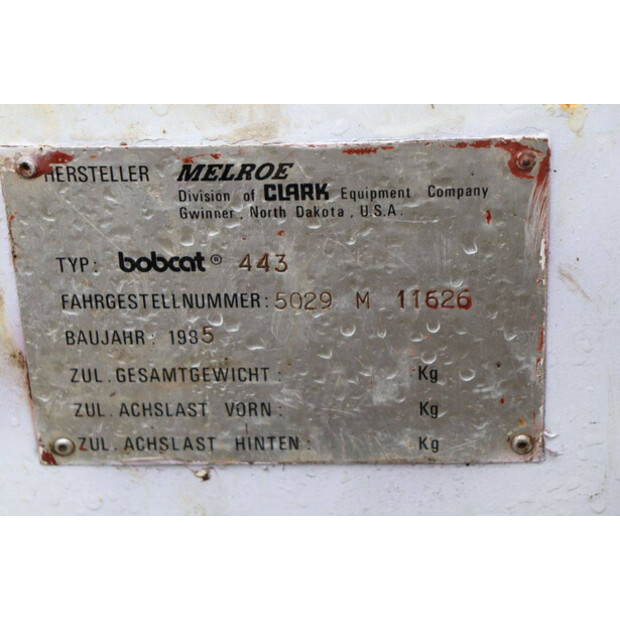 HERSTELLER MELROE
Division of CLARK Equipment Company
Gwinner, North Dakota, U.S.A.
TYP: bobcat® 443
FAHRGESTELLNUMMER: 5029 M 11626
BAUJAHR: 1985
ZUL. GESAMTGEWICHT: Kg
ZUL. ACHSLAST VORN: Kg
ZUL. ACHSLAST HINTEN: Kg